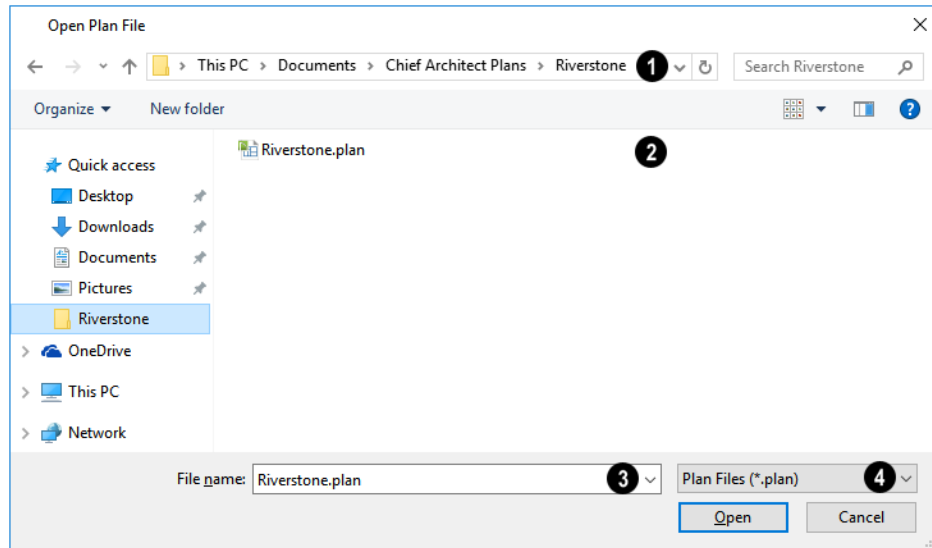 Open Plan File
This PC > Documents > Chief Architect Plans > Riverstone 1 Search Riverstone
Organize New folder ?
Quick access
Riverstone.plan 2
Desktop
Downloads
Documents
Pictures
Riverstone
OneDrive
This PC
Network
File name: Riverstone.plan 3 Plan Files (*.plan) 4
Open Cancel